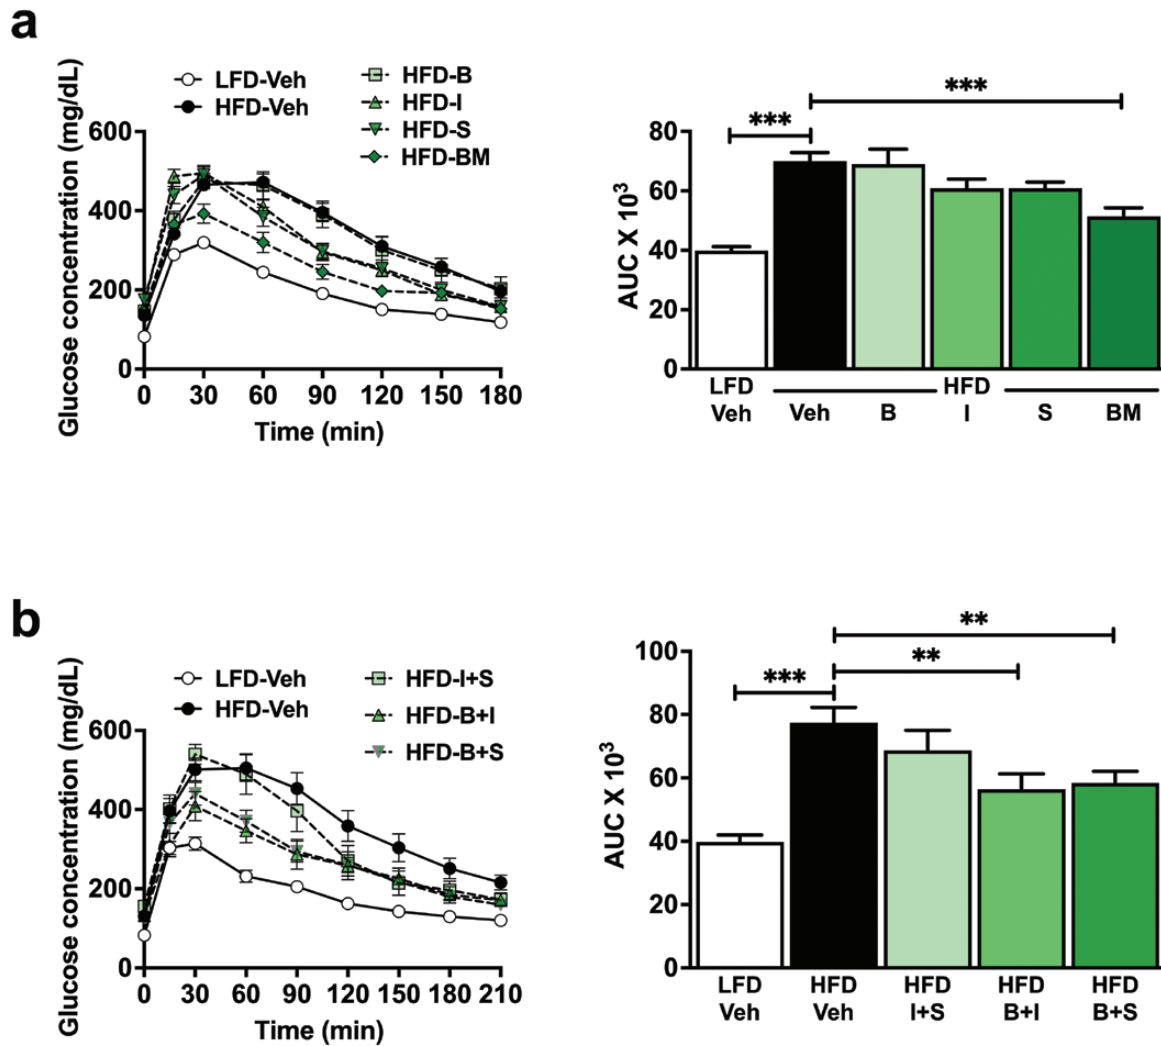 a
LFD-Veh
HFD-Veh
HFD-B
HFD-I
HFD-S
HFD-BM
Glucose concentration (mg/dL)
600
400
200
0
0 30 60 90 120 150 180
Time (min)
***
***
AUC X 10³
80
60
40
20
0
LFD HFD
Veh Veh B I S BM
b
LFD-Veh
HFD-Veh
HFD-I+S
HFD-B+I
HFD-B+S
Glucose concentration (mg/dL)
600
400
200
0
0 30 60 90 120 150 180 210
Time (min)
**
**
***
AUC X 10³
100
80
60
40
20
0
LFD HFD HFD HFD HFD
Veh Veh I+S B+I B+S